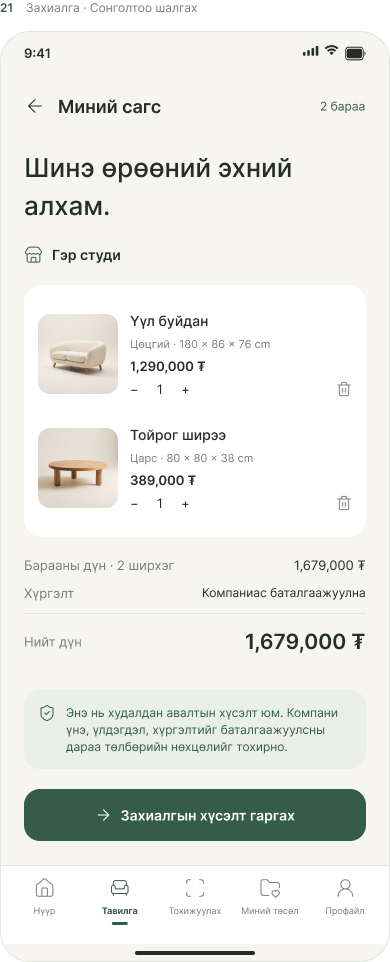 21 Захиалга · Сонголтоо шалгах
9:41
Миний сагс
2 бараа
Шинэ өрөөний эхний
алхам.
Гэр студи
Үүл буйдан
Цөцгий · 180 × 86 × 76 cm
1,290,000 ₮
− 1 +
Тойрог ширээ
Царс · 80 × 80 × 38 cm
389,000 ₮
− 1 +
Барааны дүн · 2 ширхэг 1,679,000 ₮
Хүргэлт Компаниас баталгаажуулна
Нийт дүн 1,679,000 ₮
Энэ нь худалдан авалтын хүсэлт юм. Компани
үнэ, үлдэгдэл, хүргэлтийг баталгаажуулсны
дараа төлбөрийн нөхцөлийг тохирно.
Захиалгын хүсэлт гаргах
Нүүр Тавилга Тохижуулах Миний төсөл Профайл